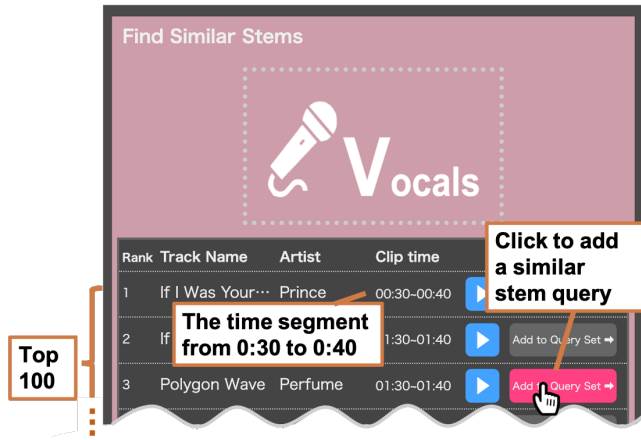 Find Similar Stems
Vocals
Rank Track Name Artist Clip time
Click to add
a similar
stem query
1 If I Was Your… Prince 00:30~00:40
The time segment
from 0:30 to 0:40
2 If 1:30~01:40 Add to Query Set ➡
Top
100
3 Polygon Wave Perfume 01:30~01:40 Add to Query Set ➡